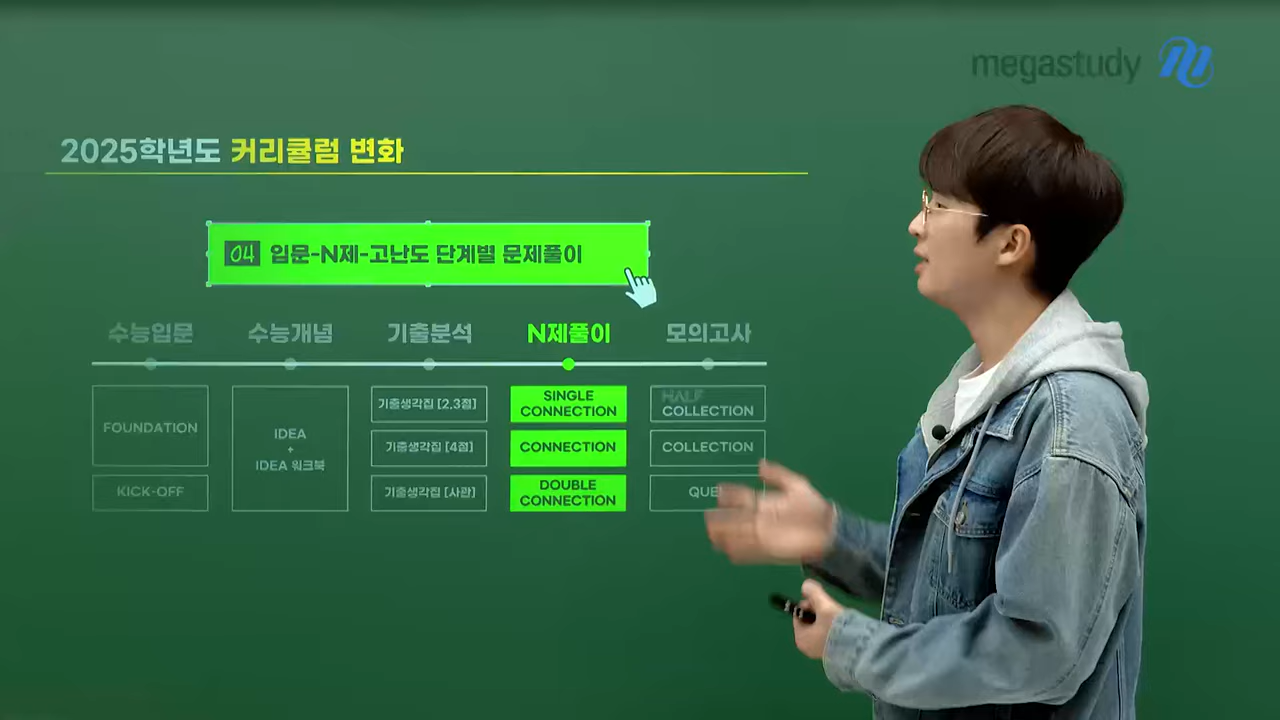 megastudy
2025학년도 커리큘럼 변화
04 입문-N제-고난도 단계별 문제풀이
수능입문
수능개념
기출분석
N제풀이
모의고사
FOUNDATION
KICK-OFF
IDEA
+
IDEA 워크북
기출생각집 [2,3점]
기출생각집 [4점]
기출생각집 [사관]
SINGLE
CONNECTION
CONNECTION
DOUBLE
CONNECTION
HALF
COLLECTION
COLLECTION